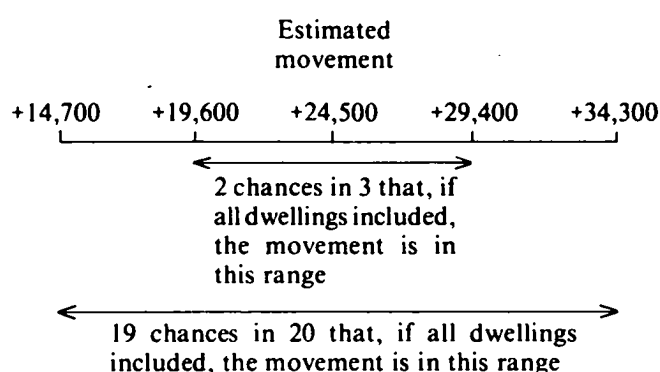 Estimated
movement
+14,700 +19,600 +24,500 +29,400 +34,300
2 chances in 3 that, if
all dwellings included,
the movement is in
this range
19 chances in 20 that, if all dwellings
included, the movement is in this range